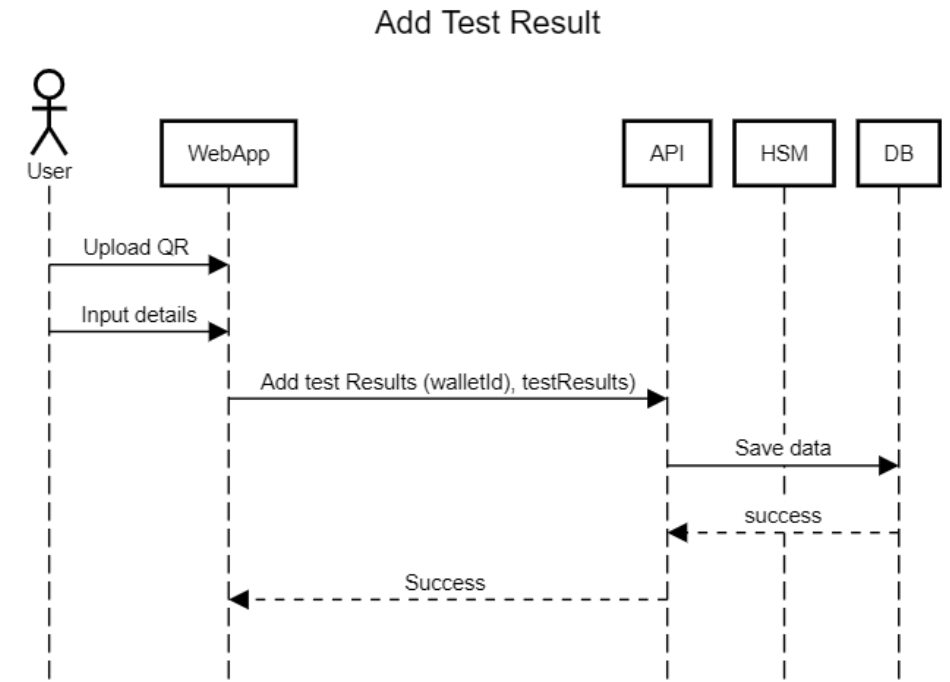 Add Test Result
User
WebApp
API
HSM
DB
Upload QR
Input details
Add test Results (walletId), testResults)
Save data
success
Success